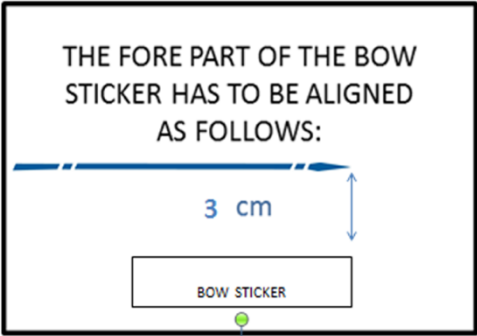 THE FORE PART OF THE BOW
STICKER HAS TO BE ALIGNED
AS FOLLOWS:
3 cm
BOW STICKER